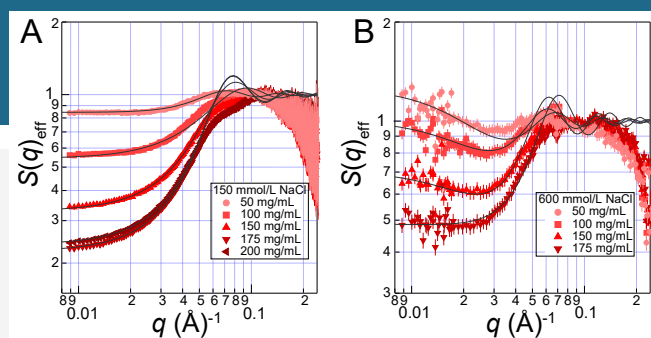 A
B
S(q)eff
2
1
9
8
7
6
5
4
3
2
150 mmol/L NaCl
50 mg/mL
100 mg/mL
150 mg/mL
175 mg/mL
200 mg/mL
8 9 2 3 4 5 6 7 8 9 2
0.01 0.1
q (Å)-1
S(q)eff
2
1
9
8
7
6
5
4
3
600 mmol/L NaCl
50 mg/mL
100 mg/mL
150 mg/mL
175 mg/mL
8 9 2 3 4 5 6 7 8 9 2
0.01 0.1
q (Å)-1